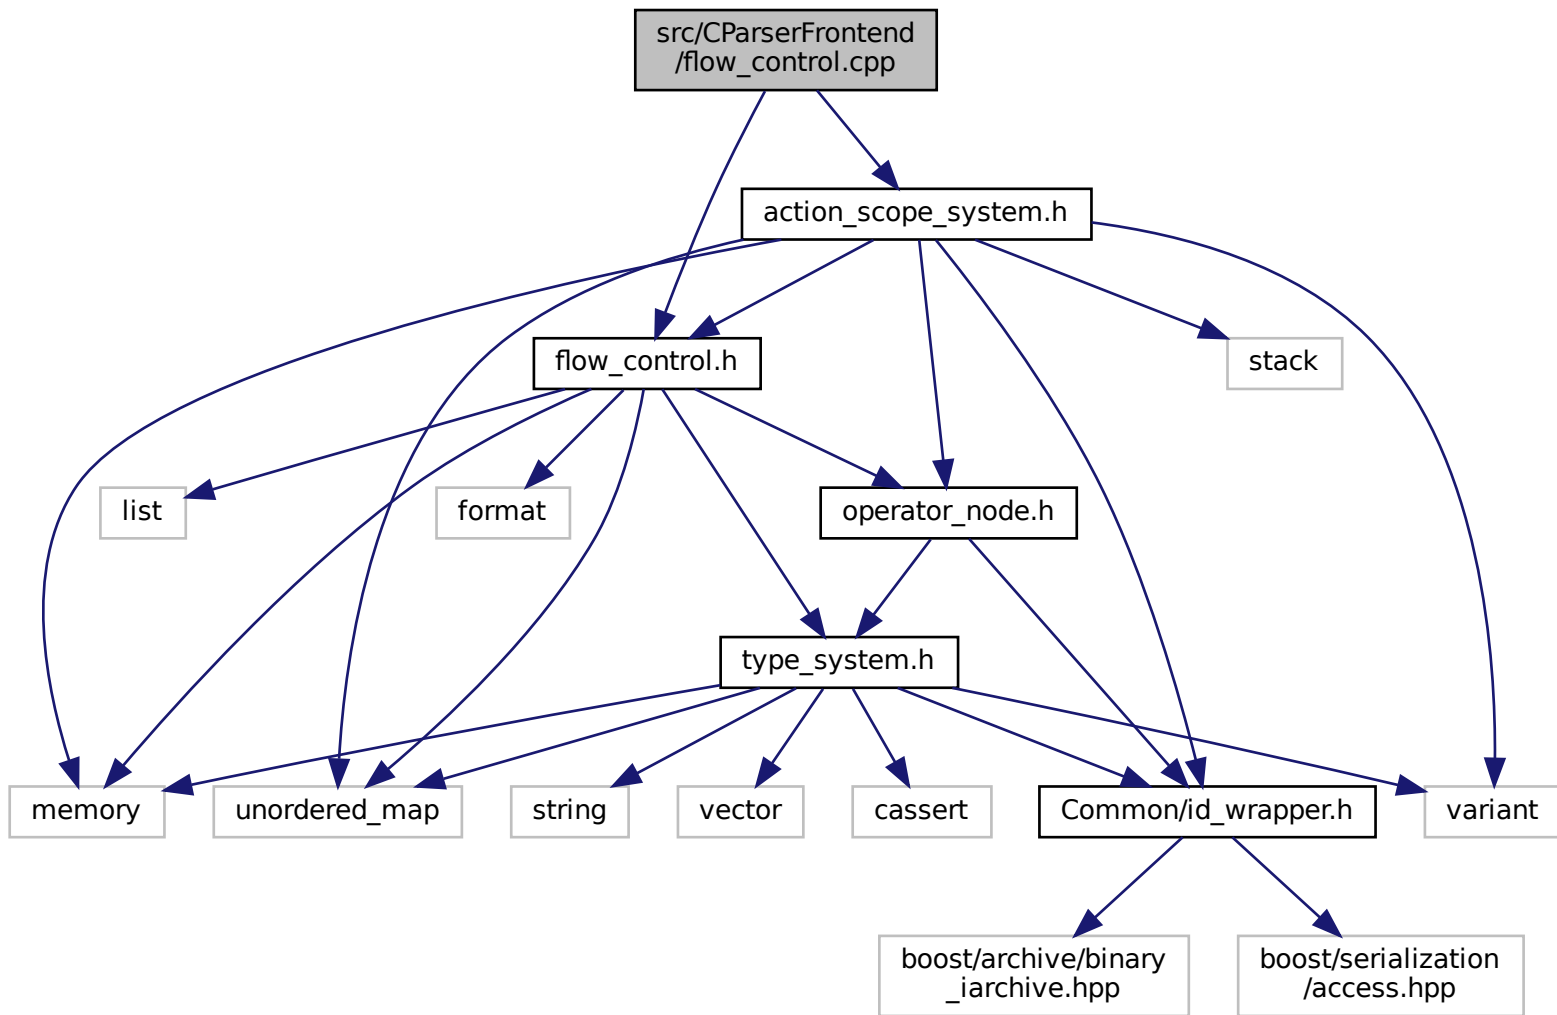 src/CParserFrontend
/flow_control.cpp
action_scope_system.h
flow_control.h
stack
list
format
operator_node.h
type_system.h
memory
unordered_map
string
vector
cassert
Common/id_wrapper.h
variant
boost/archive/binary
_iarchive.hpp
boost/serialization
/access.hpp